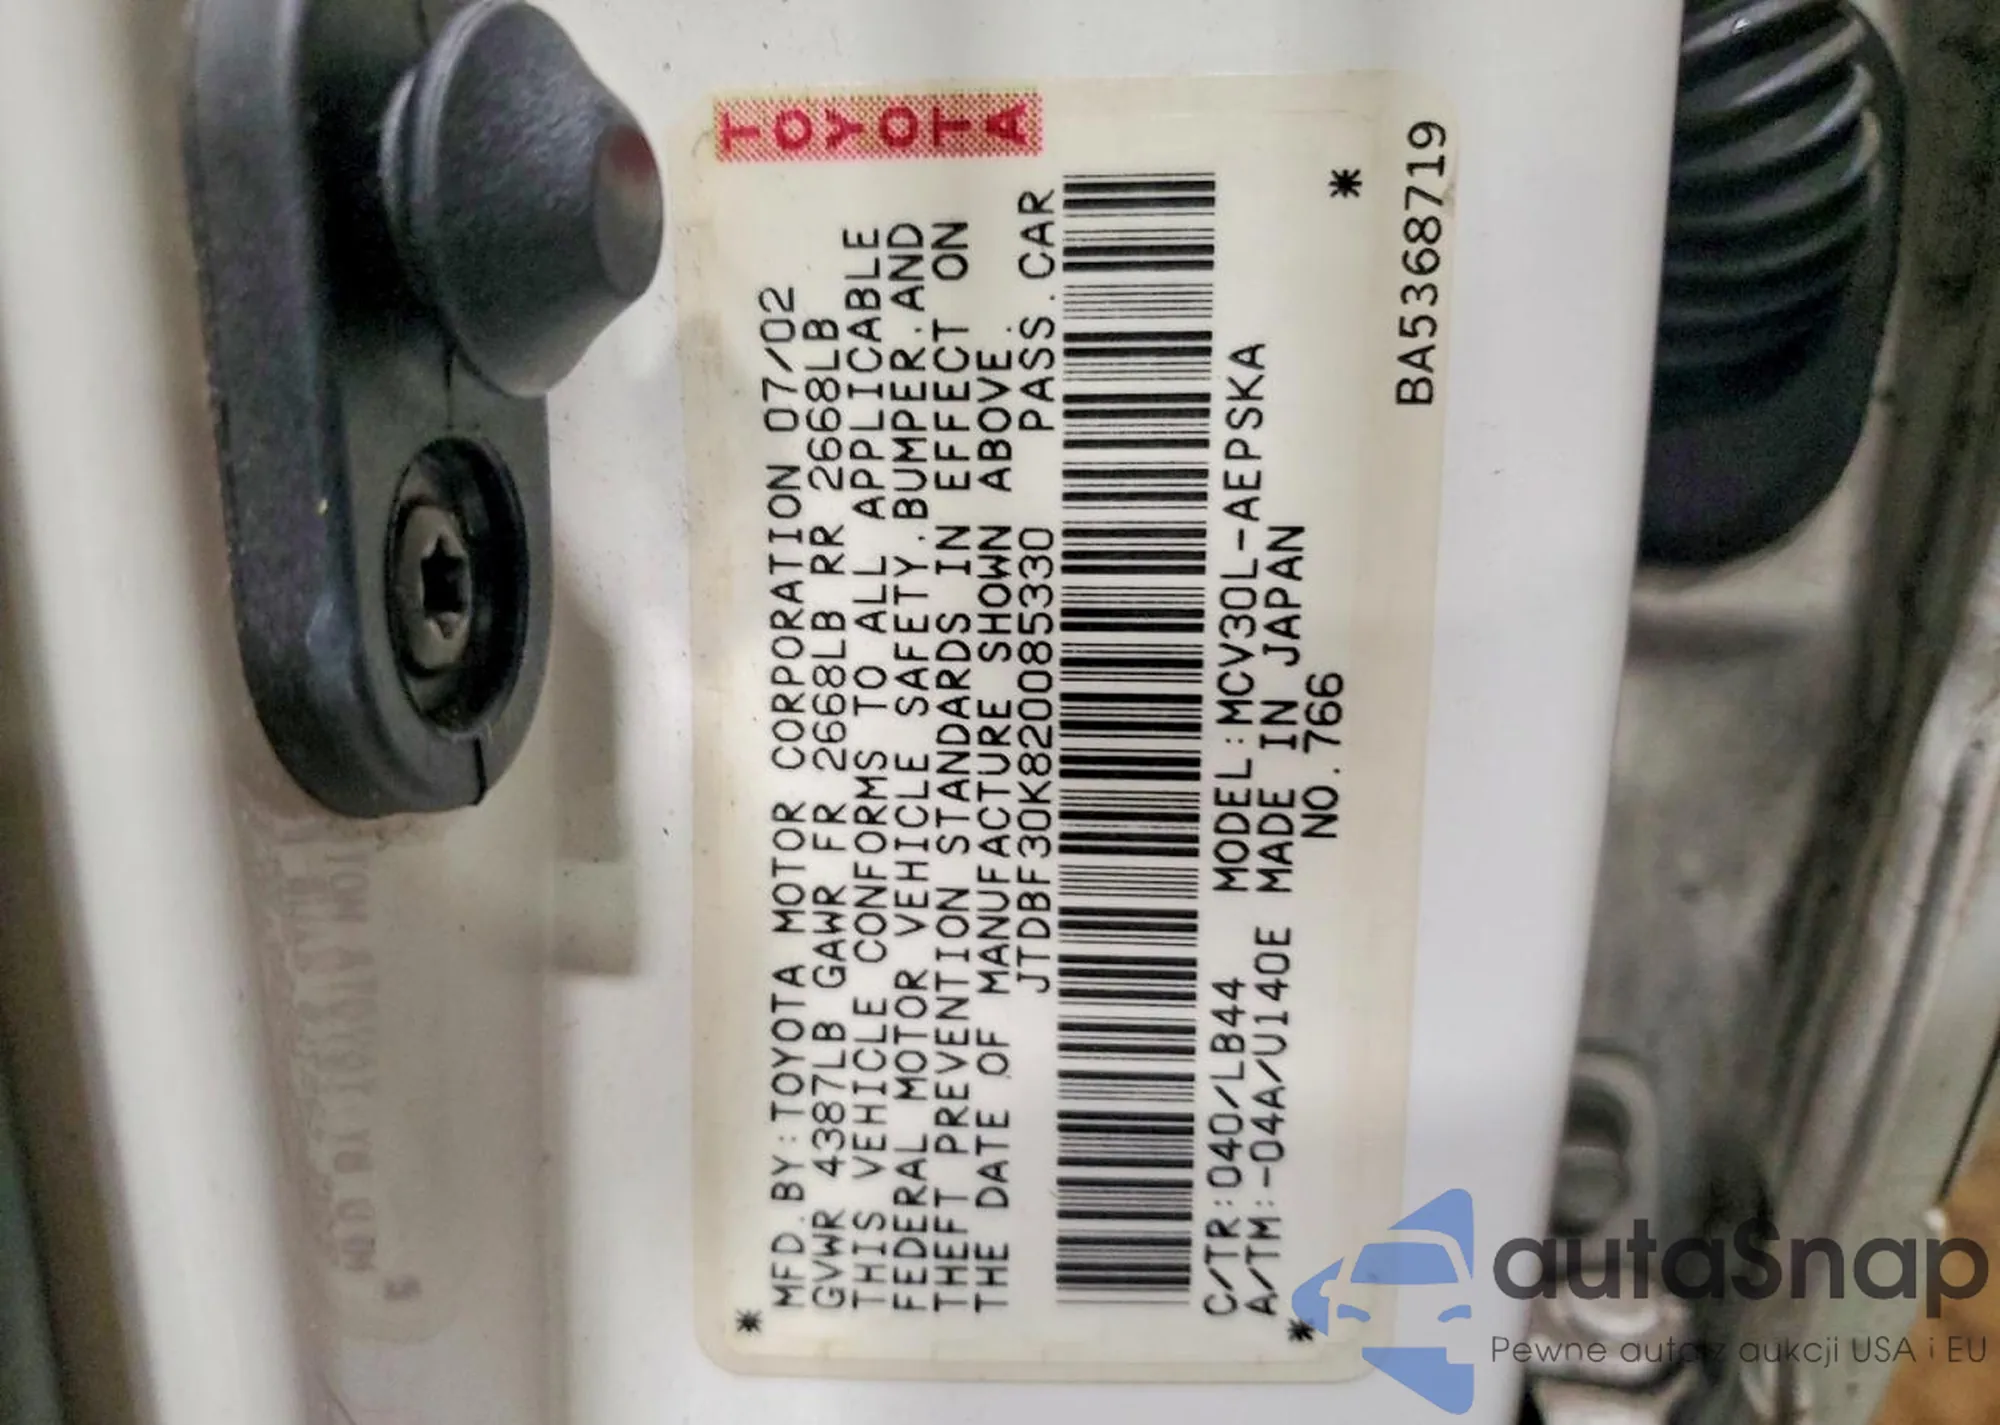 TOYOTA
MFD.BY:TOYOTA MOTOR CORPORATION 07/02
GVWR 4387LB GAWR FR 2668LB RR 2668LB
THIS VEHICLE CONFORMS TO ALL APPLICABLE
FEDERAL MOTOR VEHICLE SAFETY.BUMPER.AND
THEFT PREVENTION STANDARDS IN EFFECT ON
THE DATE OF MANUFACTURE SHOWN ABOVE.
JTDBF30K820085330 PASS.CAR
C/TR:040/LB44 MODEL:MCV30L-AEPSKA
A/TM:-04A/U140E MADE IN JAPAN
NO.766
BA5368719
autaSnap
Pewne auta z aukcji USA i EU